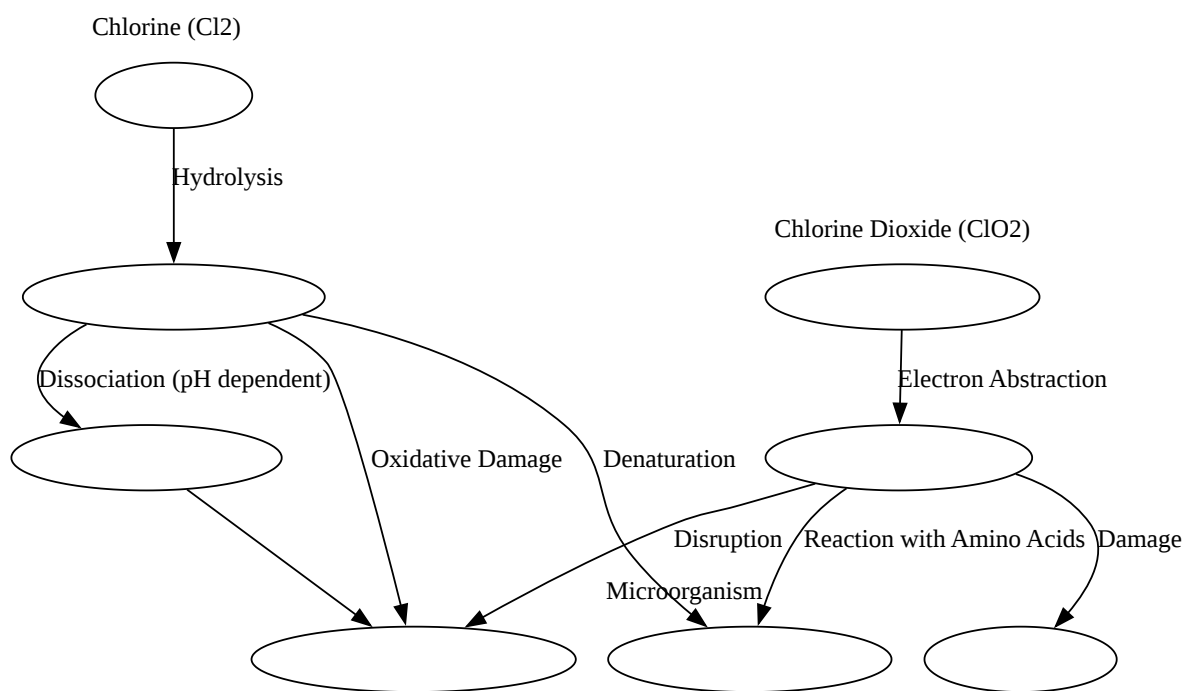 Chlorine (Cl2)
Hydrolysis
Chlorine Dioxide (ClO2)
Dissociation (pH dependent)
Electron Abstraction
Oxidative Damage
Denaturation
Disruption
Reaction with Amino Acids
Damage
Microorganism